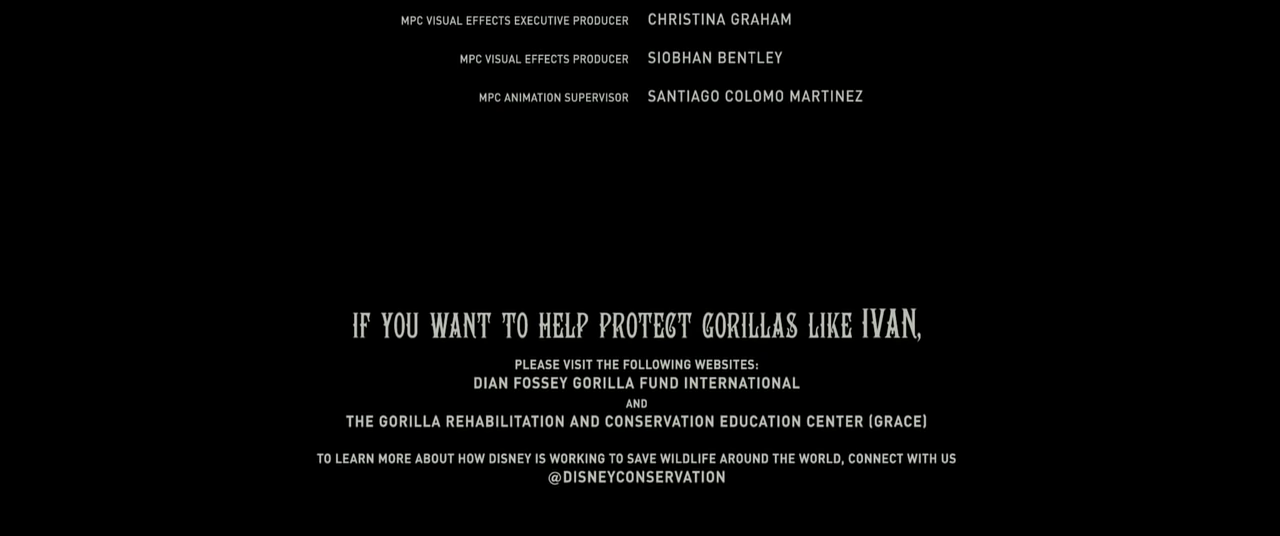 MPC VISUAL EFFECTS EXECUTIVE PRODUCER CHRISTINA GRAHAM
MPC VISUAL EFFECTS PRODUCER SIOBHAN BENTLEY
MPC ANIMATION SUPERVISOR SANTIAGO COLOMO MARTINEZ
IF YOU WANT TO HELP PROTECT GORILLAS LIKE IVAN,
PLEASE VISIT THE FOLLOWING WEBSITES:
DIAN FOSSEY GORILLA FUND INTERNATIONAL
AND
THE GORILLA REHABILITATION AND CONSERVATION EDUCATION CENTER (GRACE)
TO LEARN MORE ABOUT HOW DISNEY IS WORKING TO SAVE WILDLIFE AROUND THE WORLD, CONNECT WITH US
@DISNEYCONSERVATION